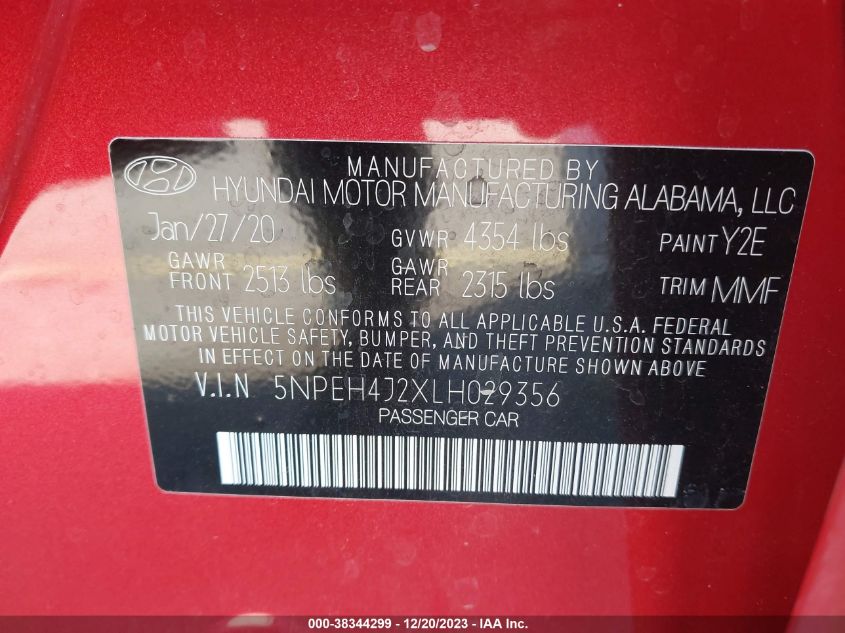 MANUFACTURED BY
HYUNDAI MOTOR MANUFACTURING ALABAMA, LLC
Jan/27/20 GVWR 4354 lbs PAINT Y2E
GAWR FRONT 2513 lbs GAWR REAR 2315 lbs TRIM MMF
THIS VEHICLE CONFORMS TO ALL APPLICABLE U.S.A. FEDERAL
MOTOR VEHICLE SAFETY, BUMPER, AND THEFT PREVENTION STANDARDS
IN EFFECT ON THE DATE OF MANUFACTURE SHOWN ABOVE
V.I.N 5NPEH4J2XLH029356
PASSENGER CAR
000-38344299 - 12/20/2023 - IAA Inc.